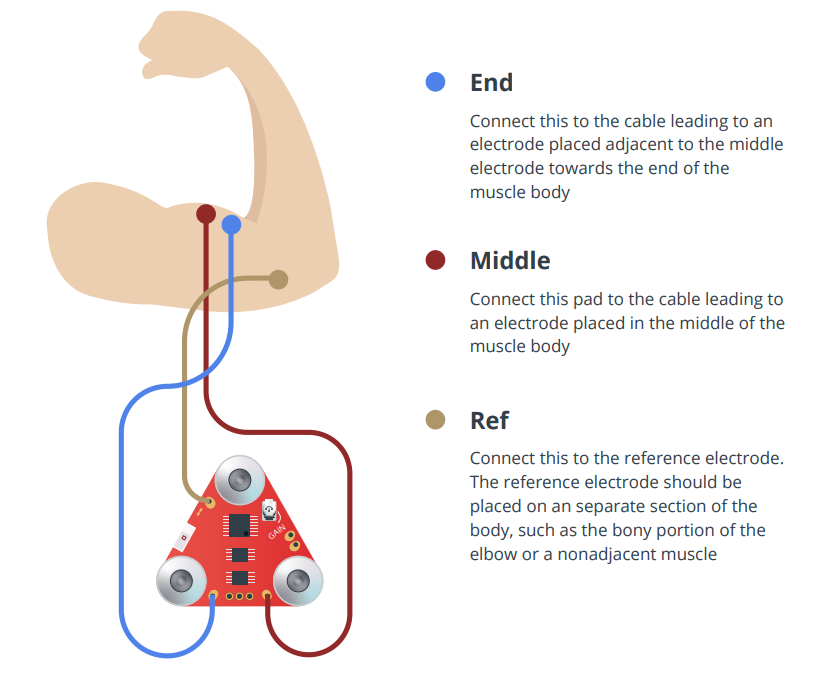 End
Connect this to the cable leading to an
electrode placed adjacent to the middle
electrode towards the end of the
muscle body
Middle
Connect this pad to the cable leading to
an electrode placed in the middle of the
muscle body
Ref
Connect this to the reference electrode.
The reference electrode should be
placed on an separate section of the
body, such as the bony portion of the
elbow or a nonadjacent muscle
GAIN